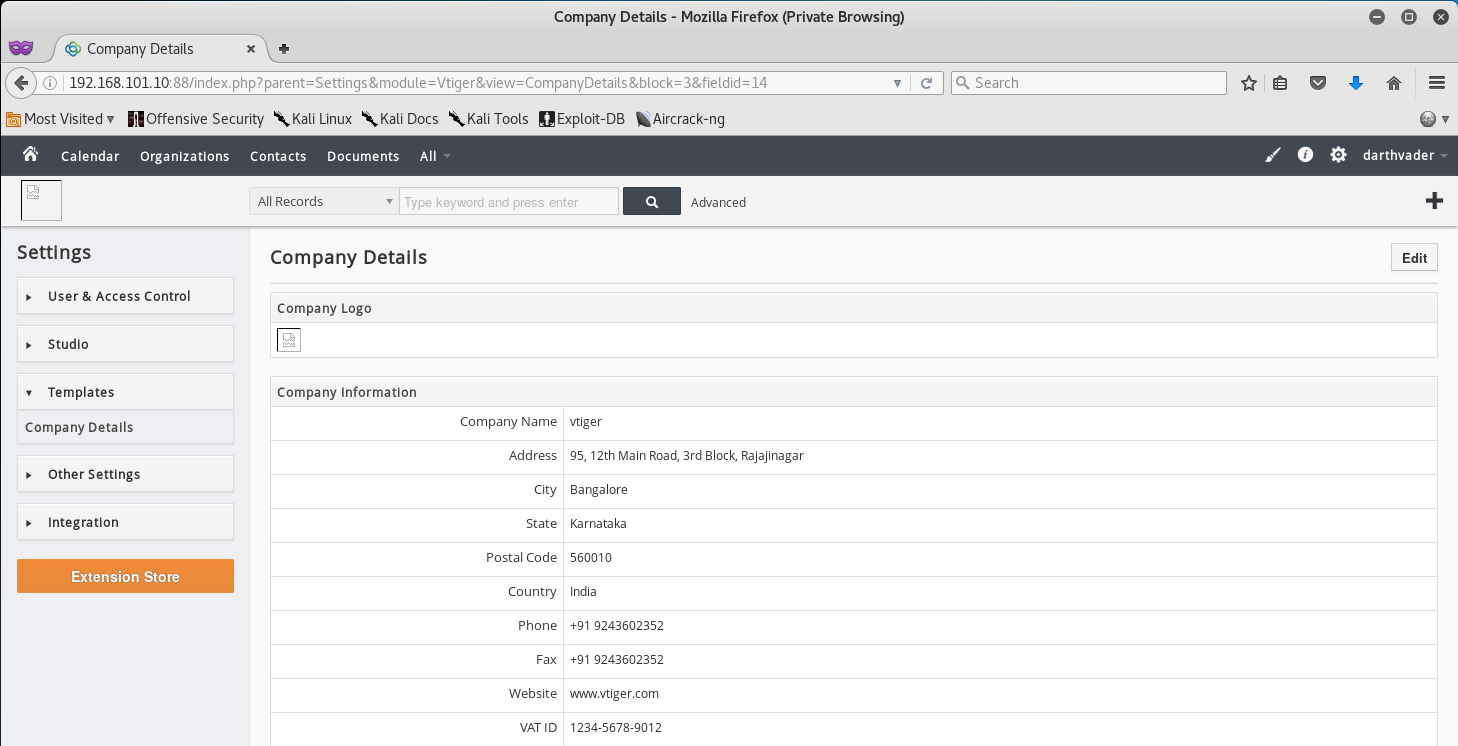 Company Details - Mozilla Firefox (Private Browsing)
Company Details
192.168.101.10:88/index.php?parent=Settings&module=Vtiger&view=CompanyDetails&block=3&fieldid=14
Search
Most Visited Offensive Security Kali Linux Kali Docs Kali Tools Exploit-DB Aircrack-ng
Calendar Organizations Contacts Documents All darthvader
All Records Type keyword and press enter Advanced
Settings
User & Access Control
Studio
Templates
Company Details
Other Settings
Integration
Extension Store
Company Details
Edit
Company Logo
Company Information
Company Name vtiger
Address 95, 12th Main Road, 3rd Block, Rajajinagar
City Bangalore
State Karnataka
Postal Code 560010
Country India
Phone +91 9243602352
Fax +91 9243602352
Website www.vtiger.com
VAT ID 1234-5678-9012